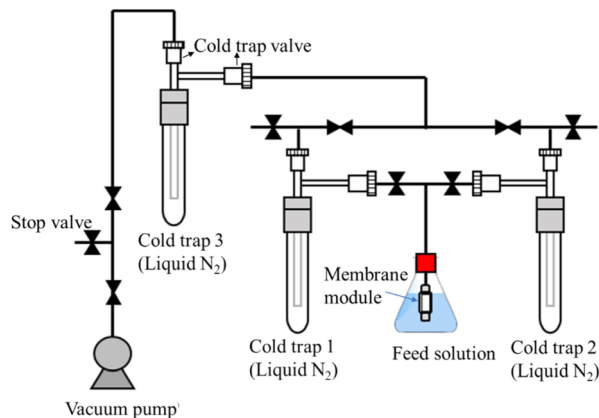 Cold trap valve
Stop valve
Cold trap 3
(Liquid N₂)
Membrane
module
Cold trap 1
(Liquid N₂)
Feed solution
Cold trap 2
(Liquid N₂)
Vacuum pump